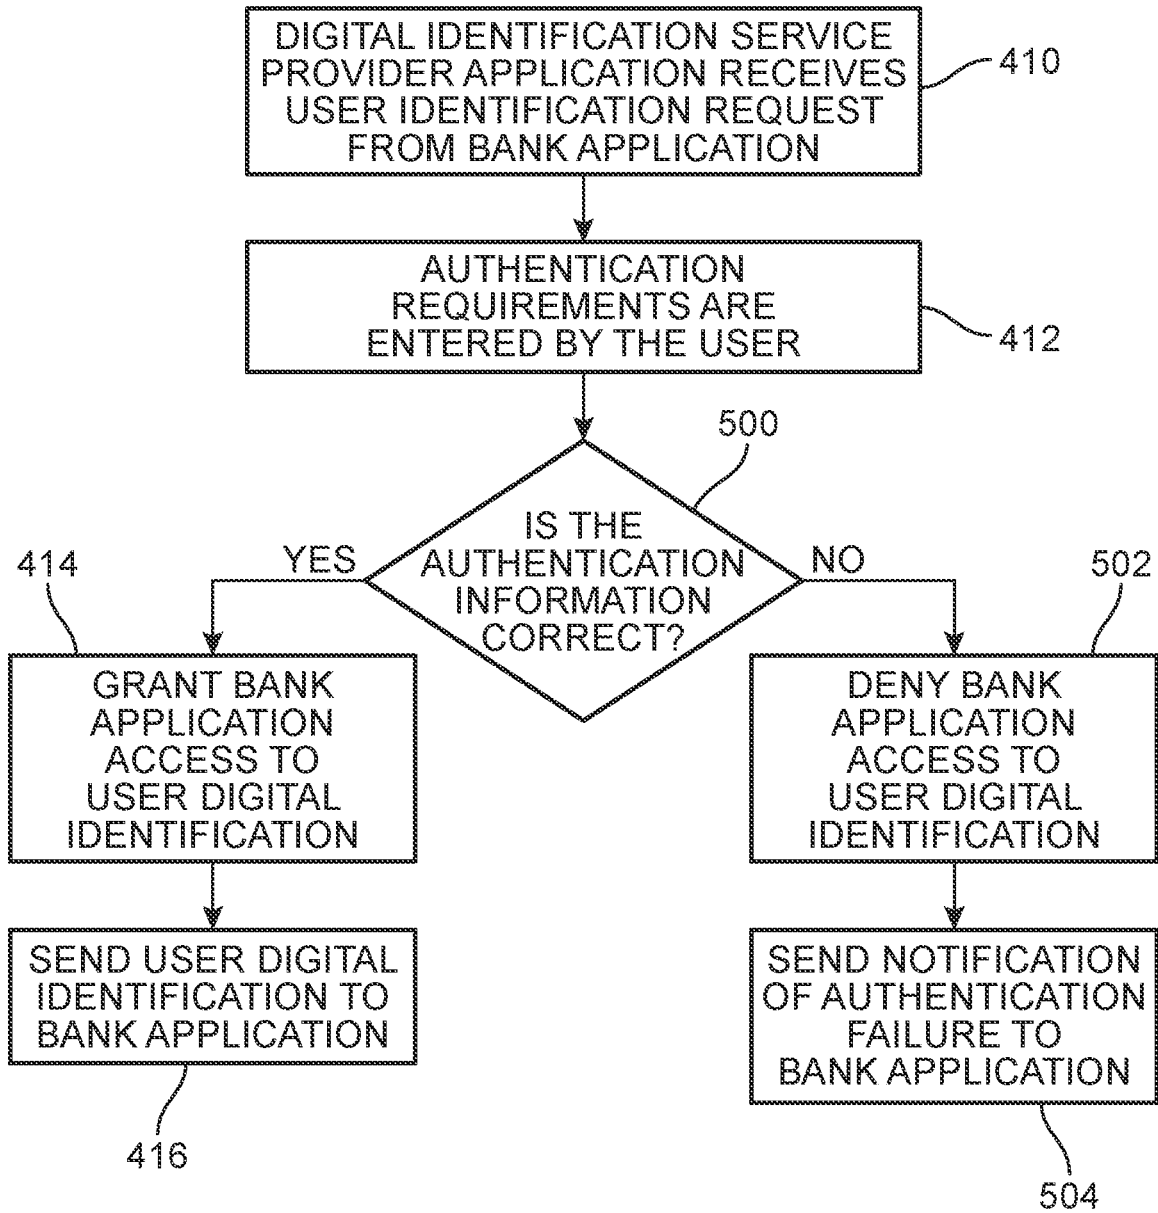 DIGITAL IDENTIFICATION SERVICE
PROVIDER APPLICATION RECEIVES
USER IDENTIFICATION REQUEST
FROM BANK APPLICATION
410
AUTHENTICATION
REQUIREMENTS ARE
ENTERED BY THE USER
412
500
IS THE
AUTHENTICATION
INFORMATION
CORRECT?
YES
NO
414
GRANT BANK
APPLICATION
ACCESS TO
USER DIGITAL
IDENTIFICATION
502
DENY BANK
APPLICATION
ACCESS TO
USER DIGITAL
IDENTIFICATION
SEND USER DIGITAL
IDENTIFICATION TO
BANK APPLICATION
416
SEND NOTIFICATION
OF AUTHENTICATION
FAILURE TO
BANK APPLICATION
504